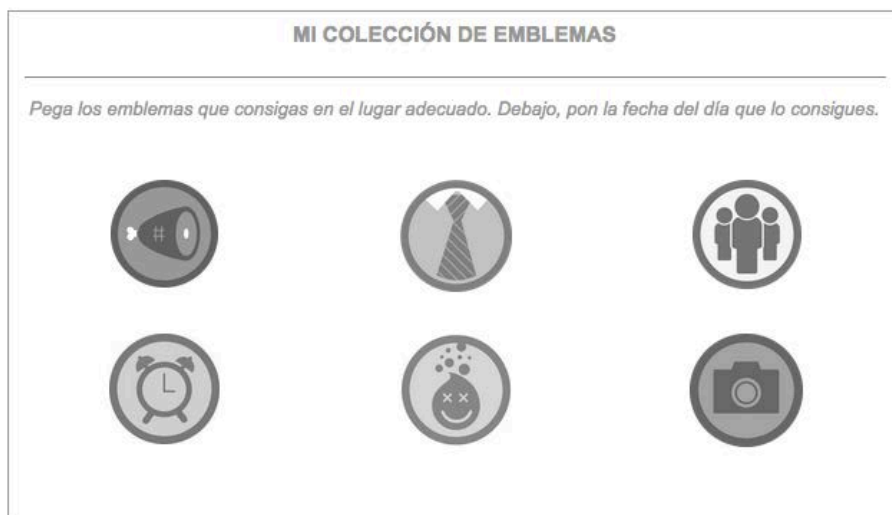 MI COLECCIÓN DE EMBLEMAS
Pega los emblemas que consigas en el lugar adecuado. Debajo, pon la fecha del día que lo consigues.